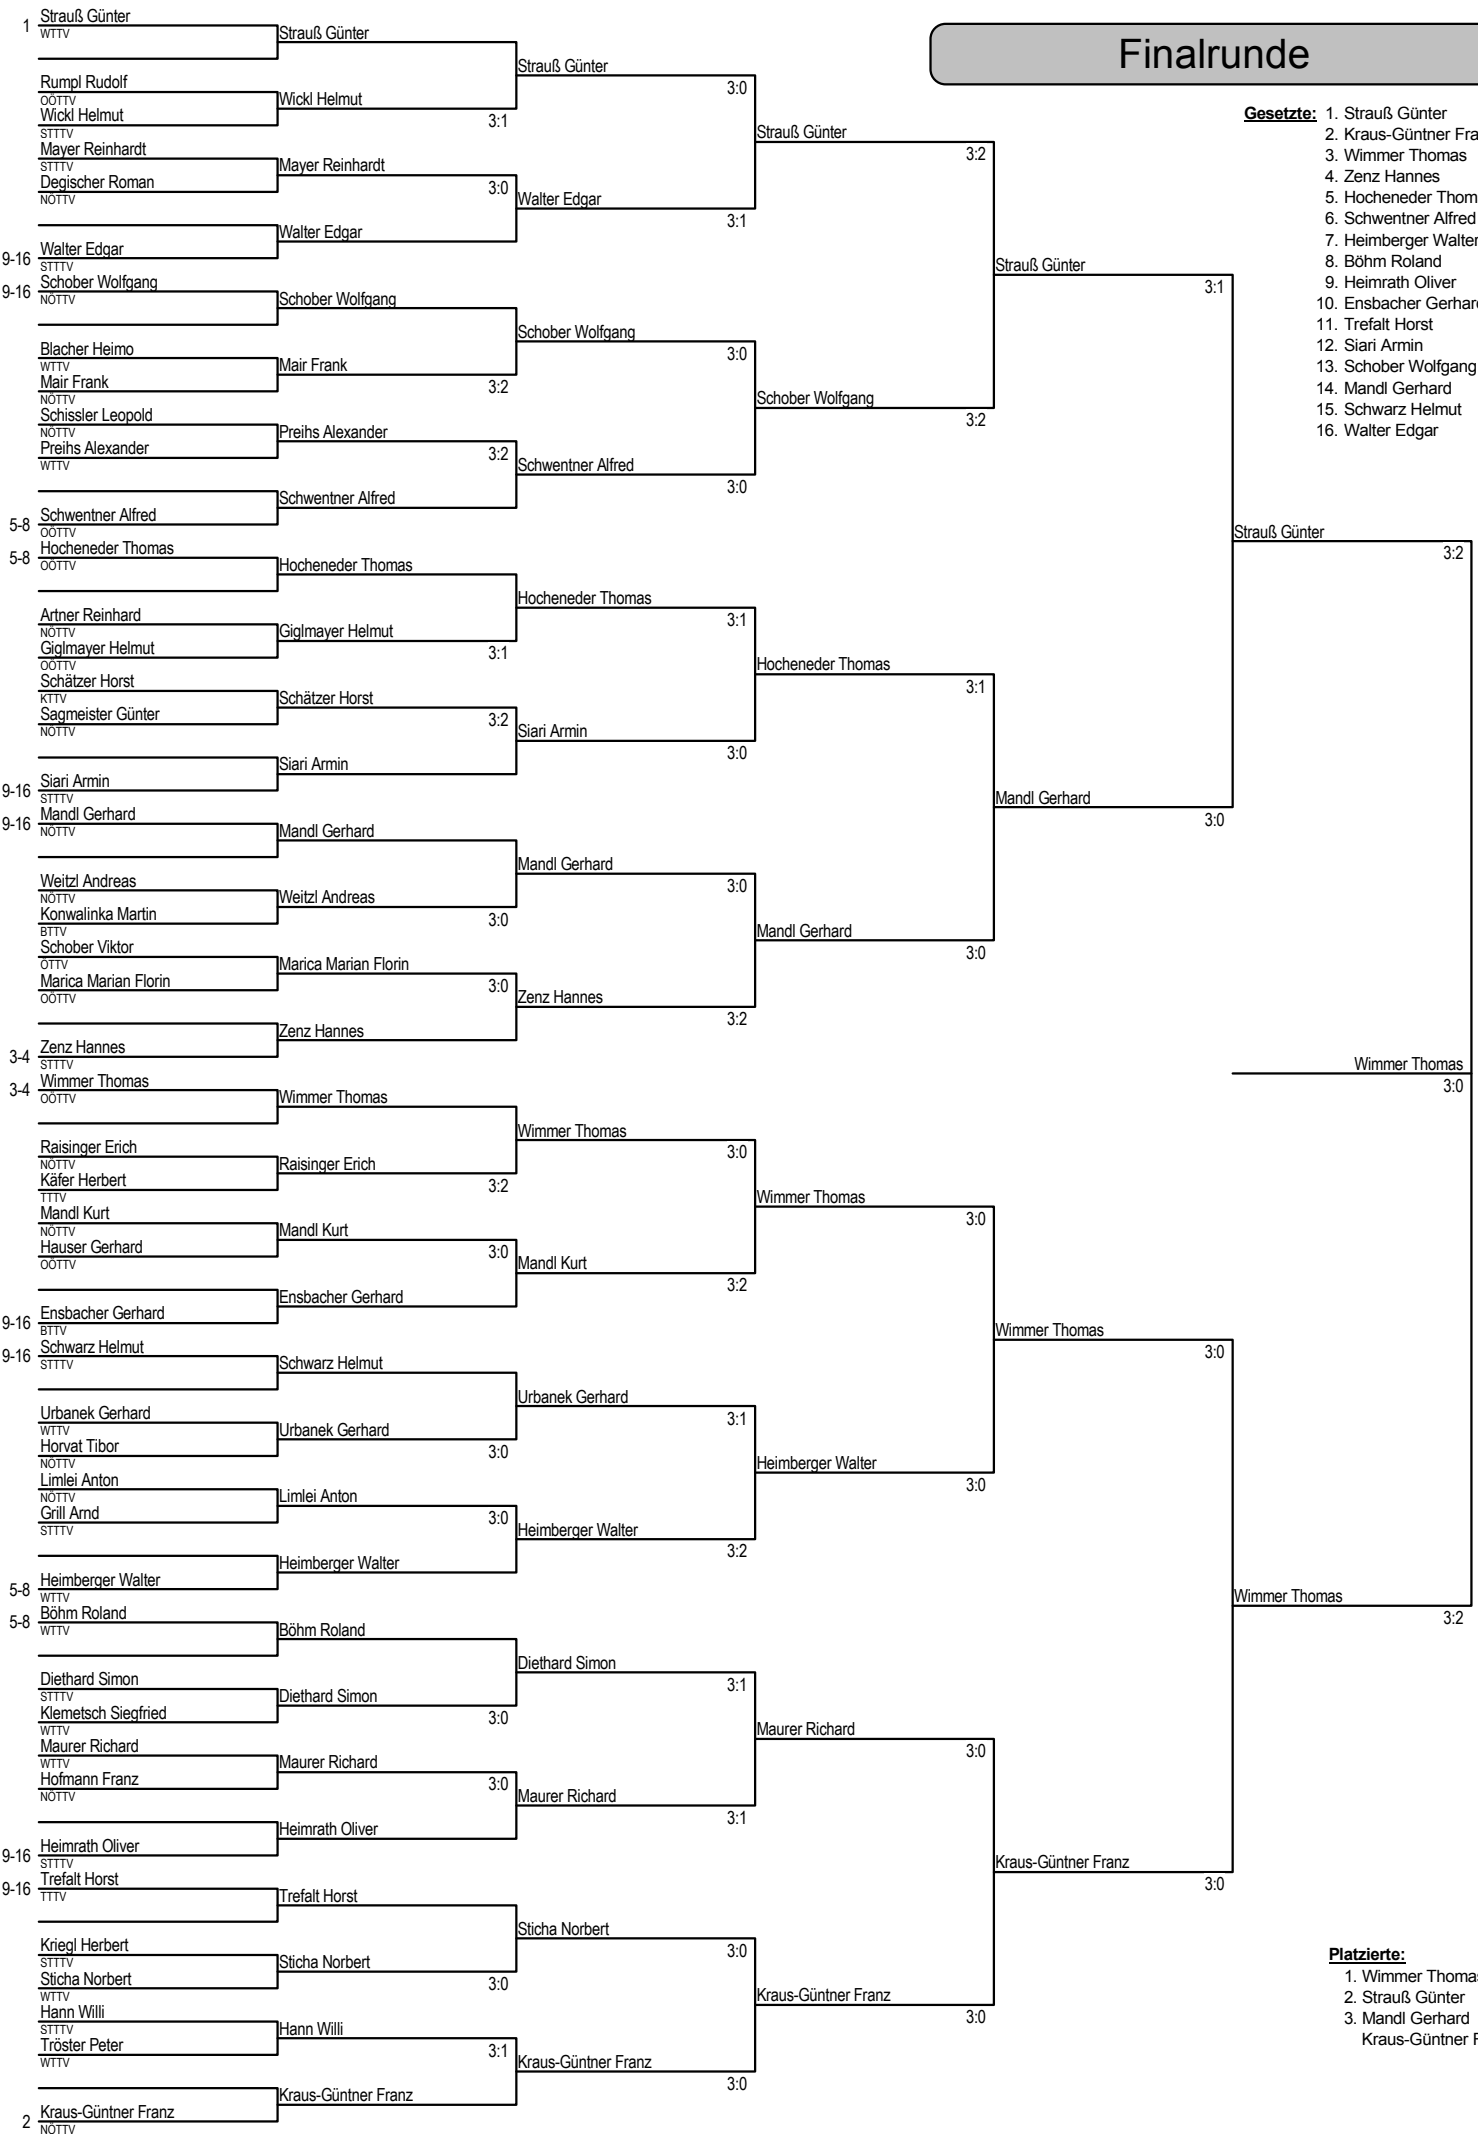 Finalrunde
Gesetzte: 1. Strauß Günter
2. Kraus-Güntner Fra
3. Wimmer Thomas
4. Zenz Hannes
5. Hocheneder Thom
6. Schwentner Alfred
7. Heimberger Walter
8. Böhm Roland
9. Heimrath Oliver
10. Ensbacher Gerhard
11. Trefalt Horst
12. Siari Armin
13. Schober Wolfgang
14. Mandl Gerhard
15. Schwarz Helmut
16. Walter Edgar
1 Strauß Günter
WTTV
Rumpl Rudolf
OÖTTV
Wickl Helmut
STTTV
Mayer Reinhardt
STTTV
Degischer Roman
NÖTTV
9-16 Walter Edgar
STTTV
9-16 Schober Wolfgang
NÖTTV
Blacher Heimo
WTTV
Mair Frank
NÖTTV
Schissler Leopold
NÖTTV
Preihs Alexander
WTTV
5-8 Schwentner Alfred
OÖTTV
5-8 Hocheneder Thomas
OÖTTV
Artner Reinhard
NÖTTV
Giglmayer Helmut
OÖTTV
Schätzer Horst
KTTV
Sagmeister Günter
NÖTTV
9-16 Siari Armin
STTTV
9-16 Mandl Gerhard
NÖTTV
Weitzl Andreas
NÖTTV
Konwalinka Martin
BTTV
Schober Viktor
ÖTTV
Marica Marian Florin
OÖTTV
3-4 Zenz Hannes
STTTV
3-4 Wimmer Thomas
OÖTTV
Raisinger Erich
NÖTTV
Käfer Herbert
TTTV
Mandl Kurt
NÖTTV
Hauser Gerhard
OÖTTV
9-16 Ensbacher Gerhard
BTTV
9-16 Schwarz Helmut
STTTV
Urbanek Gerhard
WTTV
Horvat Tibor
NÖTTV
Limlei Anton
NÖTTV
Grill Arnd
STTTV
5-8 Heimberger Walter
WTTV
5-8 Böhm Roland
WTTV
Diethard Simon
STTTV
Klemetsch Siegfried
WTTV
Maurer Richard
WTTV
Hofmann Franz
NÖTTV
9-16 Heimrath Oliver
STTTV
9-16 Trefalt Horst
TTTV
Kriegl Herbert
STTTV
Sticha Norbert
WTTV
Hann Willi
STTTV
Tröster Peter
WTTV
2 Kraus-Güntner Franz
NÖTTV
Strauß Günter
Wickl Helmut
3:1
Mayer Reinhardt
3:0
Walter Edgar
Schober Wolfgang
Mair Frank
3:2
Preihs Alexander
3:2
Schwentner Alfred
Hocheneder Thomas
Giglmayer Helmut
3:1
Schätzer Horst
3:2
Siari Armin
Mandl Gerhard
Weitzl Andreas
3:0
Marica Marian Florin
3:0
Zenz Hannes
Wimmer Thomas
Raisinger Erich
3:2
Mandl Kurt
3:0
Ensbacher Gerhard
Schwarz Helmut
Urbanek Gerhard
3:0
Limlei Anton
3:0
Heimberger Walter
Böhm Roland
Diethard Simon
3:0
Maurer Richard
3:0
Heimrath Oliver
Trefalt Horst
Sticha Norbert
3:0
Hann Willi
3:1
Kraus-Güntner Franz
Strauß Günter
3:0
Walter Edgar
3:1
Schober Wolfgang
3:0
Schwentner Alfred
3:0
Hocheneder Thomas
3:1
Siari Armin
3:0
Mandl Gerhard
3:0
Zenz Hannes
3:2
Wimmer Thomas
3:0
Mandl Kurt
3:2
Urbanek Gerhard
3:1
Heimberger Walter
3:2
Diethard Simon
3:1
Maurer Richard
3:1
Sticha Norbert
3:0
Kraus-Güntner Franz
3:0
Strauß Günter
3:2
Schober Wolfgang
3:2
Hocheneder Thomas
3:1
Mandl Gerhard
3:0
Wimmer Thomas
3:0
Heimberger Walter
3:0
Maurer Richard
3:0
Kraus-Güntner Franz
3:0
Strauß Günter
3:1
Mandl Gerhard
3:0
Wimmer Thomas
3:0
Kraus-Güntner Franz
3:0
Strauß Günter
3:2
Wimmer Thomas
3:2
Wimmer Thomas
3:0
Platzierte:
1. Wimmer Thomas
2. Strauß Günter
3. Mandl Gerhard
Kraus-Güntner F